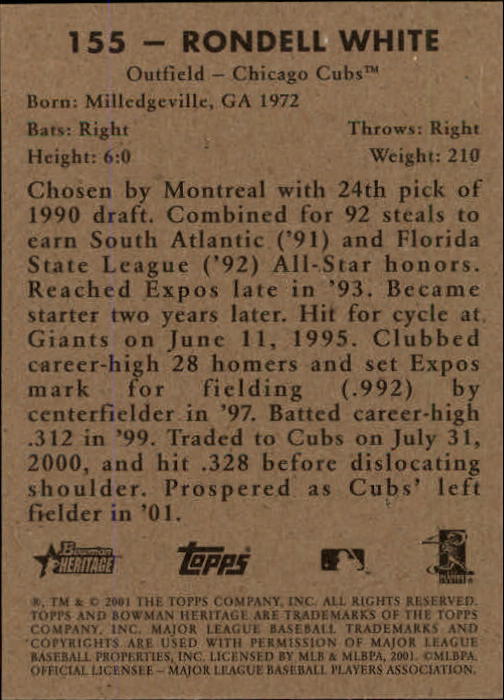 155 – RONDELL WHITE
Outfield – Chicago Cubs™
Born: Milledgeville, GA 1972
Bats: Right Throws: Right
Height: 6:0 Weight: 210
Chosen by Montreal with 24th pick of
1990 draft. Combined for 92 steals to
earn South Atlantic ('91) and Florida
State League ('92) All-Star honors.
Reached Expos late in '93. Became
starter two years later. Hit for cycle at
Giants on June 11, 1995. Clubbed
career-high 28 homers and set Expos
mark for fielding (.992) by
centerfielder in '97. Batted career-high
.312 in '99. Traded to Cubs on July 31,
2000, and hit .328 before dislocating
shoulder. Prospered as Cubs' left
fielder in '01.
Bowman
HERITAGE
TOPPS
®, TM & © 2001 THE TOPPS COMPANY, INC. ALL RIGHTS RESERVED.
TOPPS AND BOWMAN HERITAGE ARE TRADEMARKS OF THE TOPPS
COMPANY, INC. MAJOR LEAGUE BASEBALL TRADEMARKS AND
COPYRIGHTS ARE USED WITH PERMISSION OF MAJOR LEAGUE
BASEBALL PROPERTIES, INC. LICENSED BY MLB & MLBPA, 2001. ©MLBPA.
OFFICIAL LICENSEE – MAJOR LEAGUE BASEBALL PLAYERS ASSOCIATION.